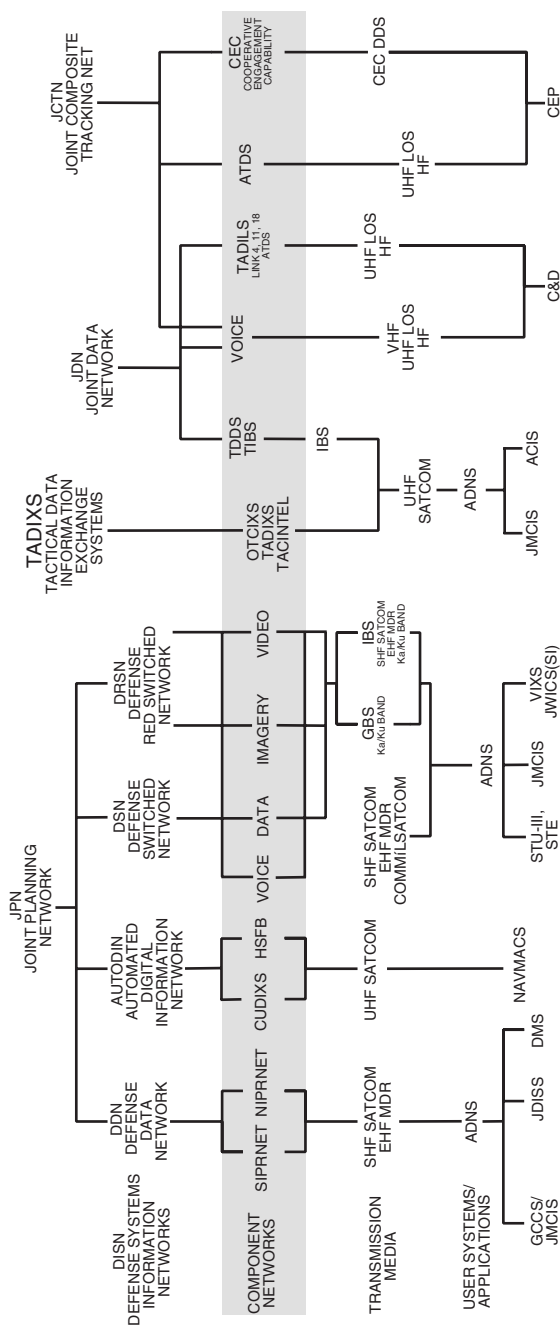 JPN
JOINT PLANNING
NETWORK
TADIXS
TACTICAL DATA
INFORMATION
EXCHANGE
SYSTEMS
JDN
JOINT DATA
NETWORK
JCTN
JOINT COMPOSITE
TRACKING NET
DISN
DEFENSE SYSTEMS
INFORMATION
NETWORKS
DDN
DEFENSE
DATA
NETWORK
AUTODIN
AUTOMATED
DIGITAL
INFORMATION
NETWORK
DSN
DEFENSE
SWITCHED
NETWORK
DRSN
DEFENSE
RED SWITCHED
NETWORK
COMPONENT
NETWORKS
SIPRNET NIPRNET
CUDIXS HSFB
VOICE DATA IMAGERY VIDEO
OTCIXS
TADIXS
TACINTEL
TDDS
TIBS
VOICE
TADILS
LINK 4, 11, 18
ATDS
ATDS
CEC
COOPERATIVE
ENGAGEMENT
CAPABILITY
TRANSMISSION
MEDIA
SHF SATCOM
EHF MDR
UHF SATCOM
SHF SATCOM
EHF MDR
COMMíLSATCOM
GBS
Ka/Ku BAND
IBS
SHF SATCOM
EHF MDR
Ka/Ku BAND
IBS
UHF
SATCOM
VHF
UHF LOS
HF
UHF LOS
HF
UHF LOS
HF
CEC DDS
USER SYSTEMS/
APPLICATIONS
ADNS
GCCS/
JMCIS
JDISS
DMS
NAVMACS
ADNS
STU-III,
STE
JMCIS
VIXS
JWICS(SI)
ADNS
JMCIS
ACIS
C&D
CEP